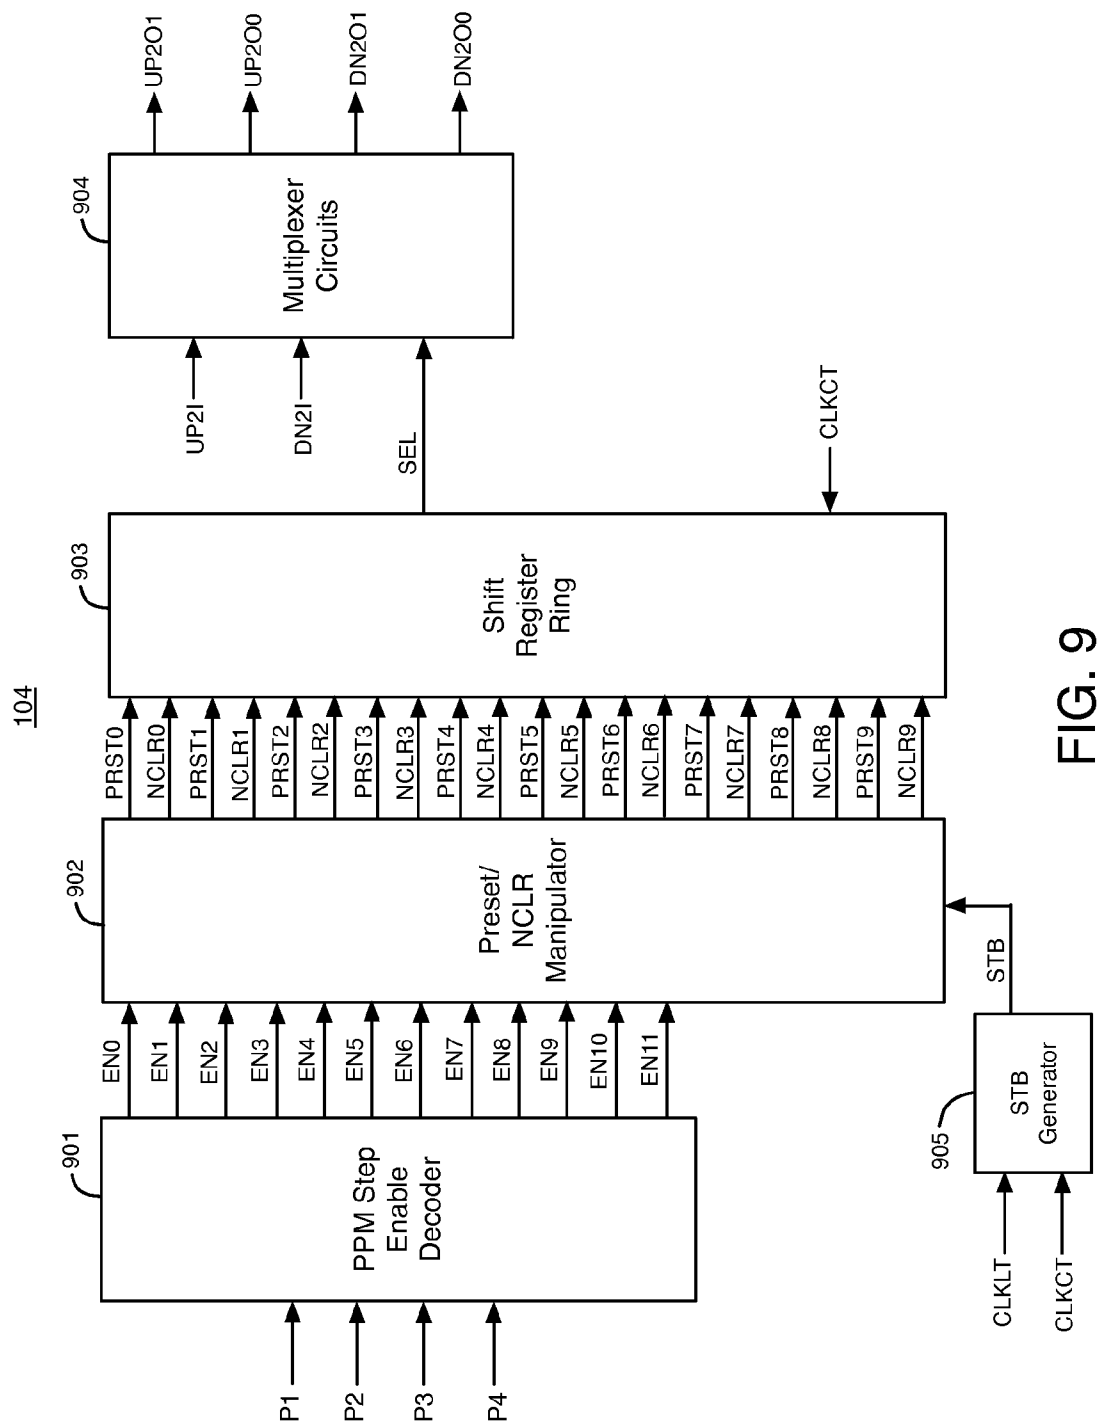 104
P1
P2
P3
P4
901
PPM Step
Enable
Decoder
EN0
EN1
EN2
EN3
EN4
EN5
EN6
EN7
EN8
EN9
EN10
EN11
902
Preset/
NCLR
Manipulator
CLKLT
CLKCT
905
STB
Generator
STB
PRST0
NCLR0
PRST1
NCLR1
PRST2
NCLR2
PRST3
NCLR3
PRST4
NCLR4
PRST5
NCLR5
PRST6
NCLR6
PRST7
NCLR7
PRST8
NCLR8
PRST9
NCLR9
903
Shift
Register
Ring
CLKCT
SEL
UP2I
DN2I
904
Multiplexer
Circuits
UP2O1
UP2O0
DN2O1
DN2O0
FIG. 9